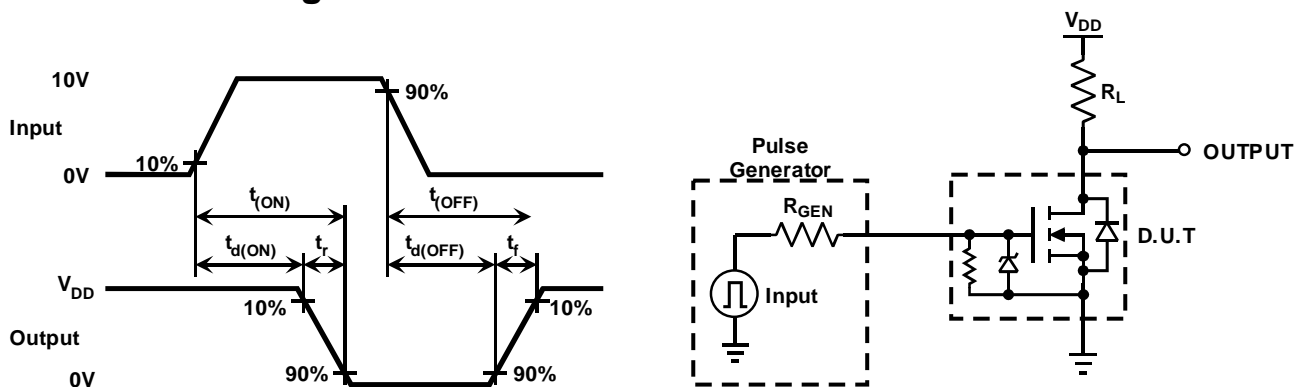 10V
90%
Input
10%
0V
t(ON)
t(OFF)
td(ON)
tr
td(OFF)
tf
VDD
10%
10%
Output
90%
90%
0V
VDD
RL
OUTPUT
Pulse
Generator
RGEN
D.U.T
Input